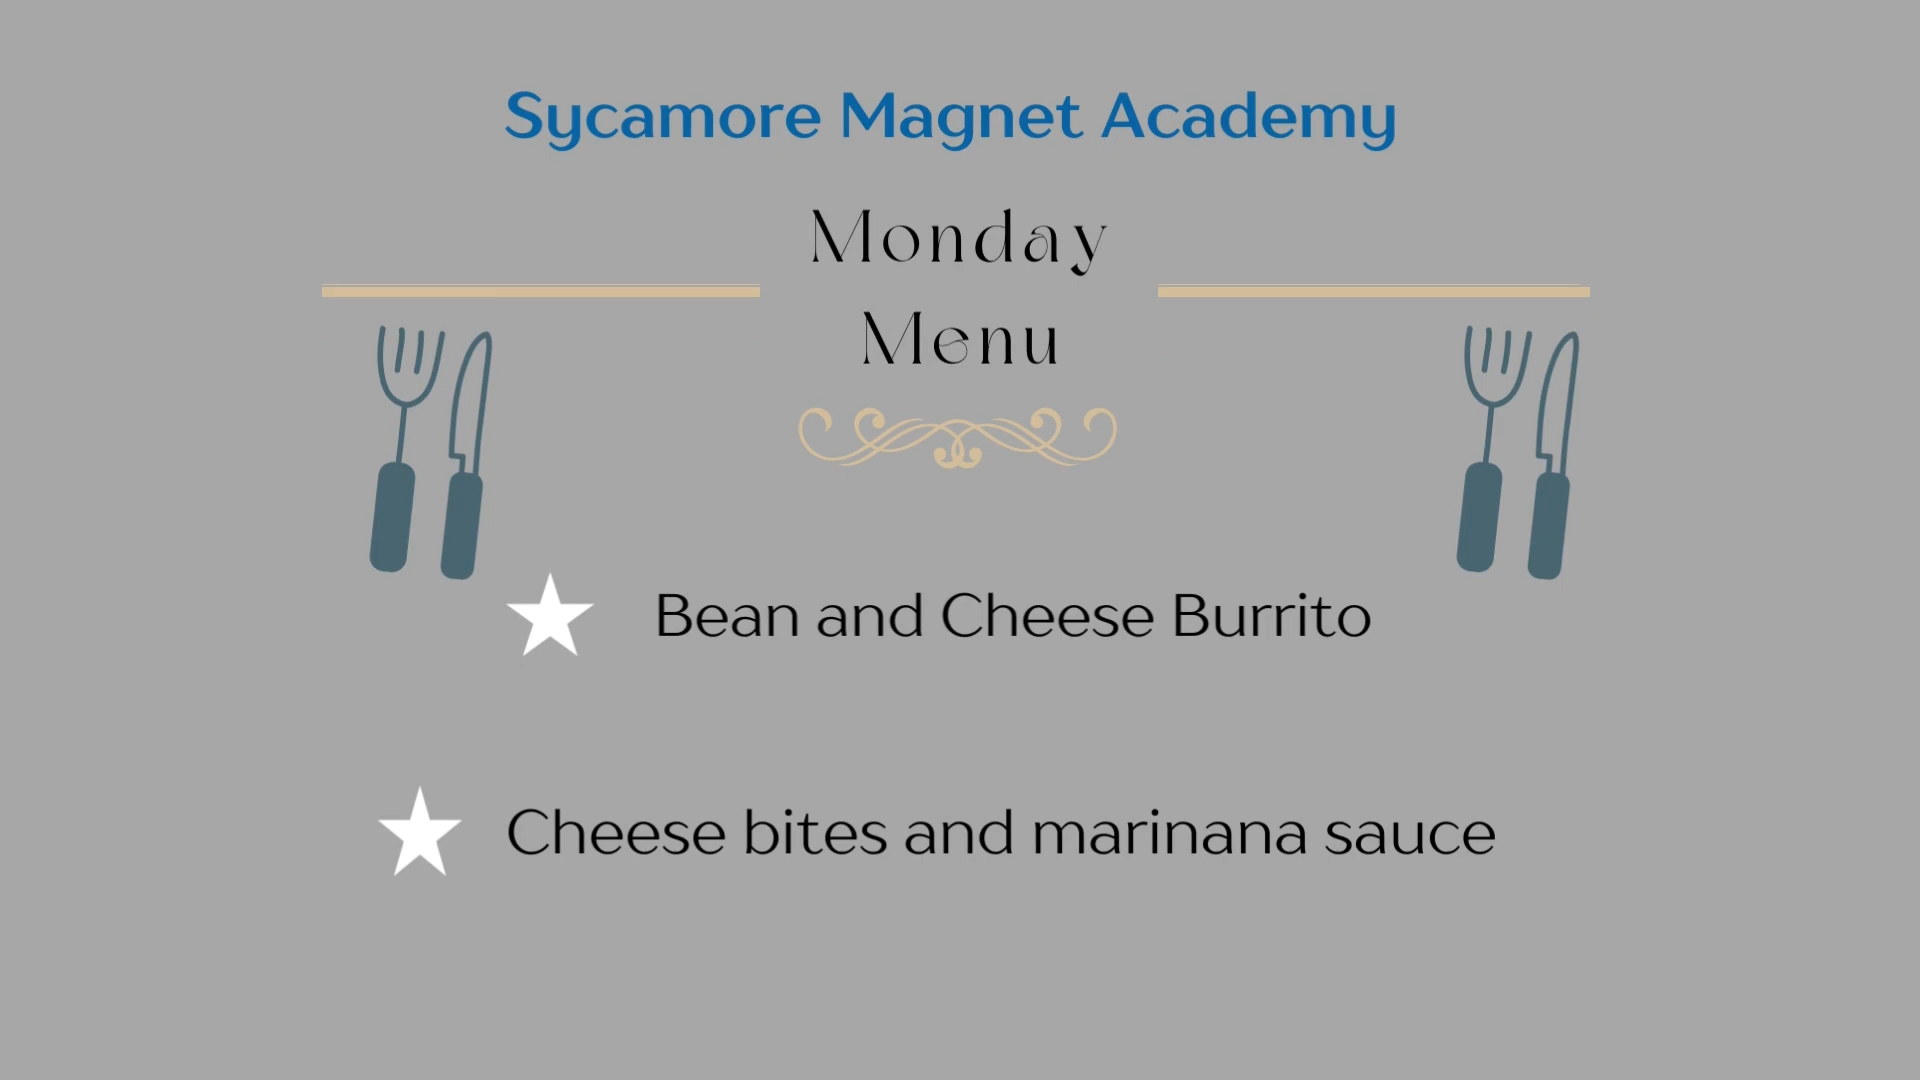 Sycamore Magnet Academy
Monday
Menu
Bean and Cheese Burrito
Cheese bites and marinana sauce